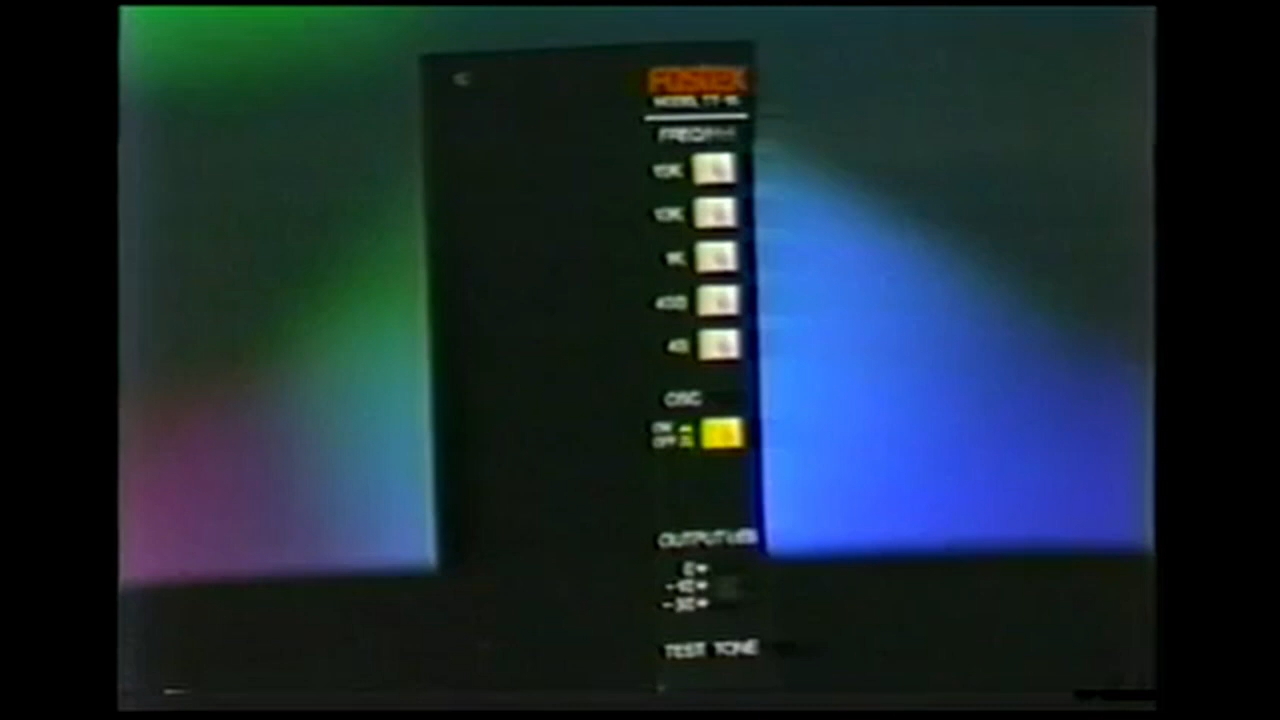 FOSTEX
MODEL TT-15
FREQ(Hz)
15K
10K
1K
400
40
OSC
ON
OFF
OUTPUT(dB)
0
-10
-30
TEST TONE